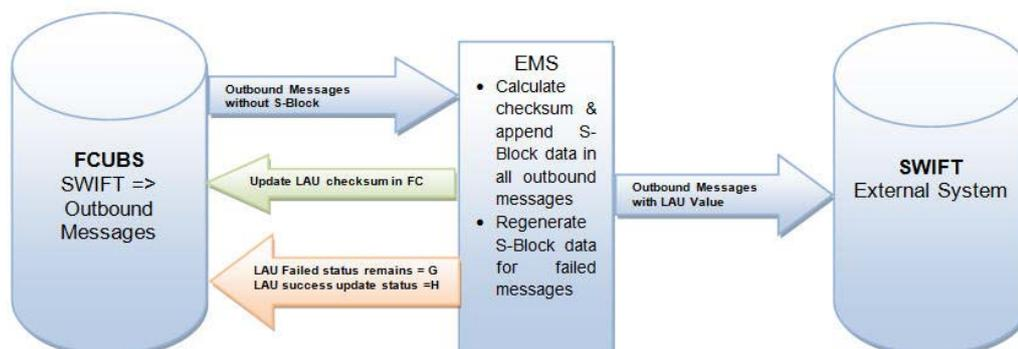 FCUBS
SWIFT =>
Outbound
Messages
Outbound Messages
without S-Block
Update LAU checksum in FC
LAU Failed status remains = G
LAU success update status =H
EMS
• Calculate
checksum &
append S-
Block data in
all outbound
messages
• Regenerate
S-Block data
for failed
messages
Outbound Messages
with LAU Value
SWIFT
External System